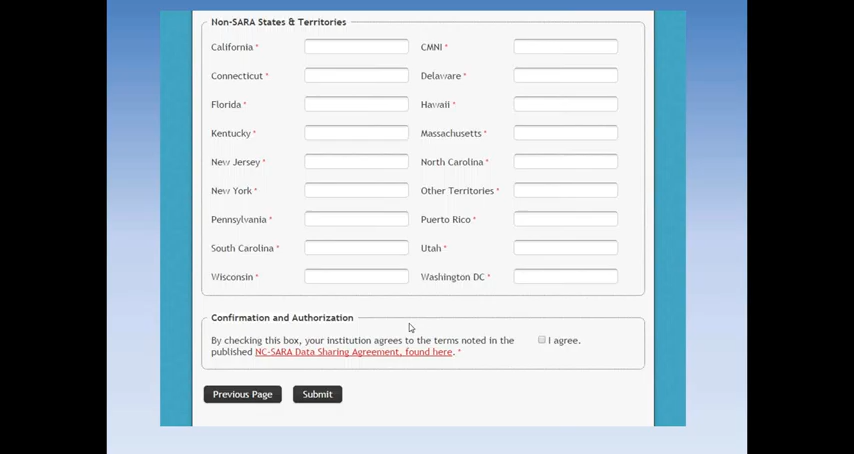 Non-SARA States & Territories
California * CMNI *
Connecticut * Delaware *
Florida * Hawaii *
Kentucky * Massachusetts *
New Jersey * North Carolina *
New York * Other Territories *
Pennsylvania * Puerto Rico *
South Carolina * Utah *
Wisconsin * Washington DC *
Confirmation and Authorization
By checking this box, your institution agrees to the terms noted in the I agree.
published NC-SARA Data Sharing Agreement, found here. *
Previous Page Submit